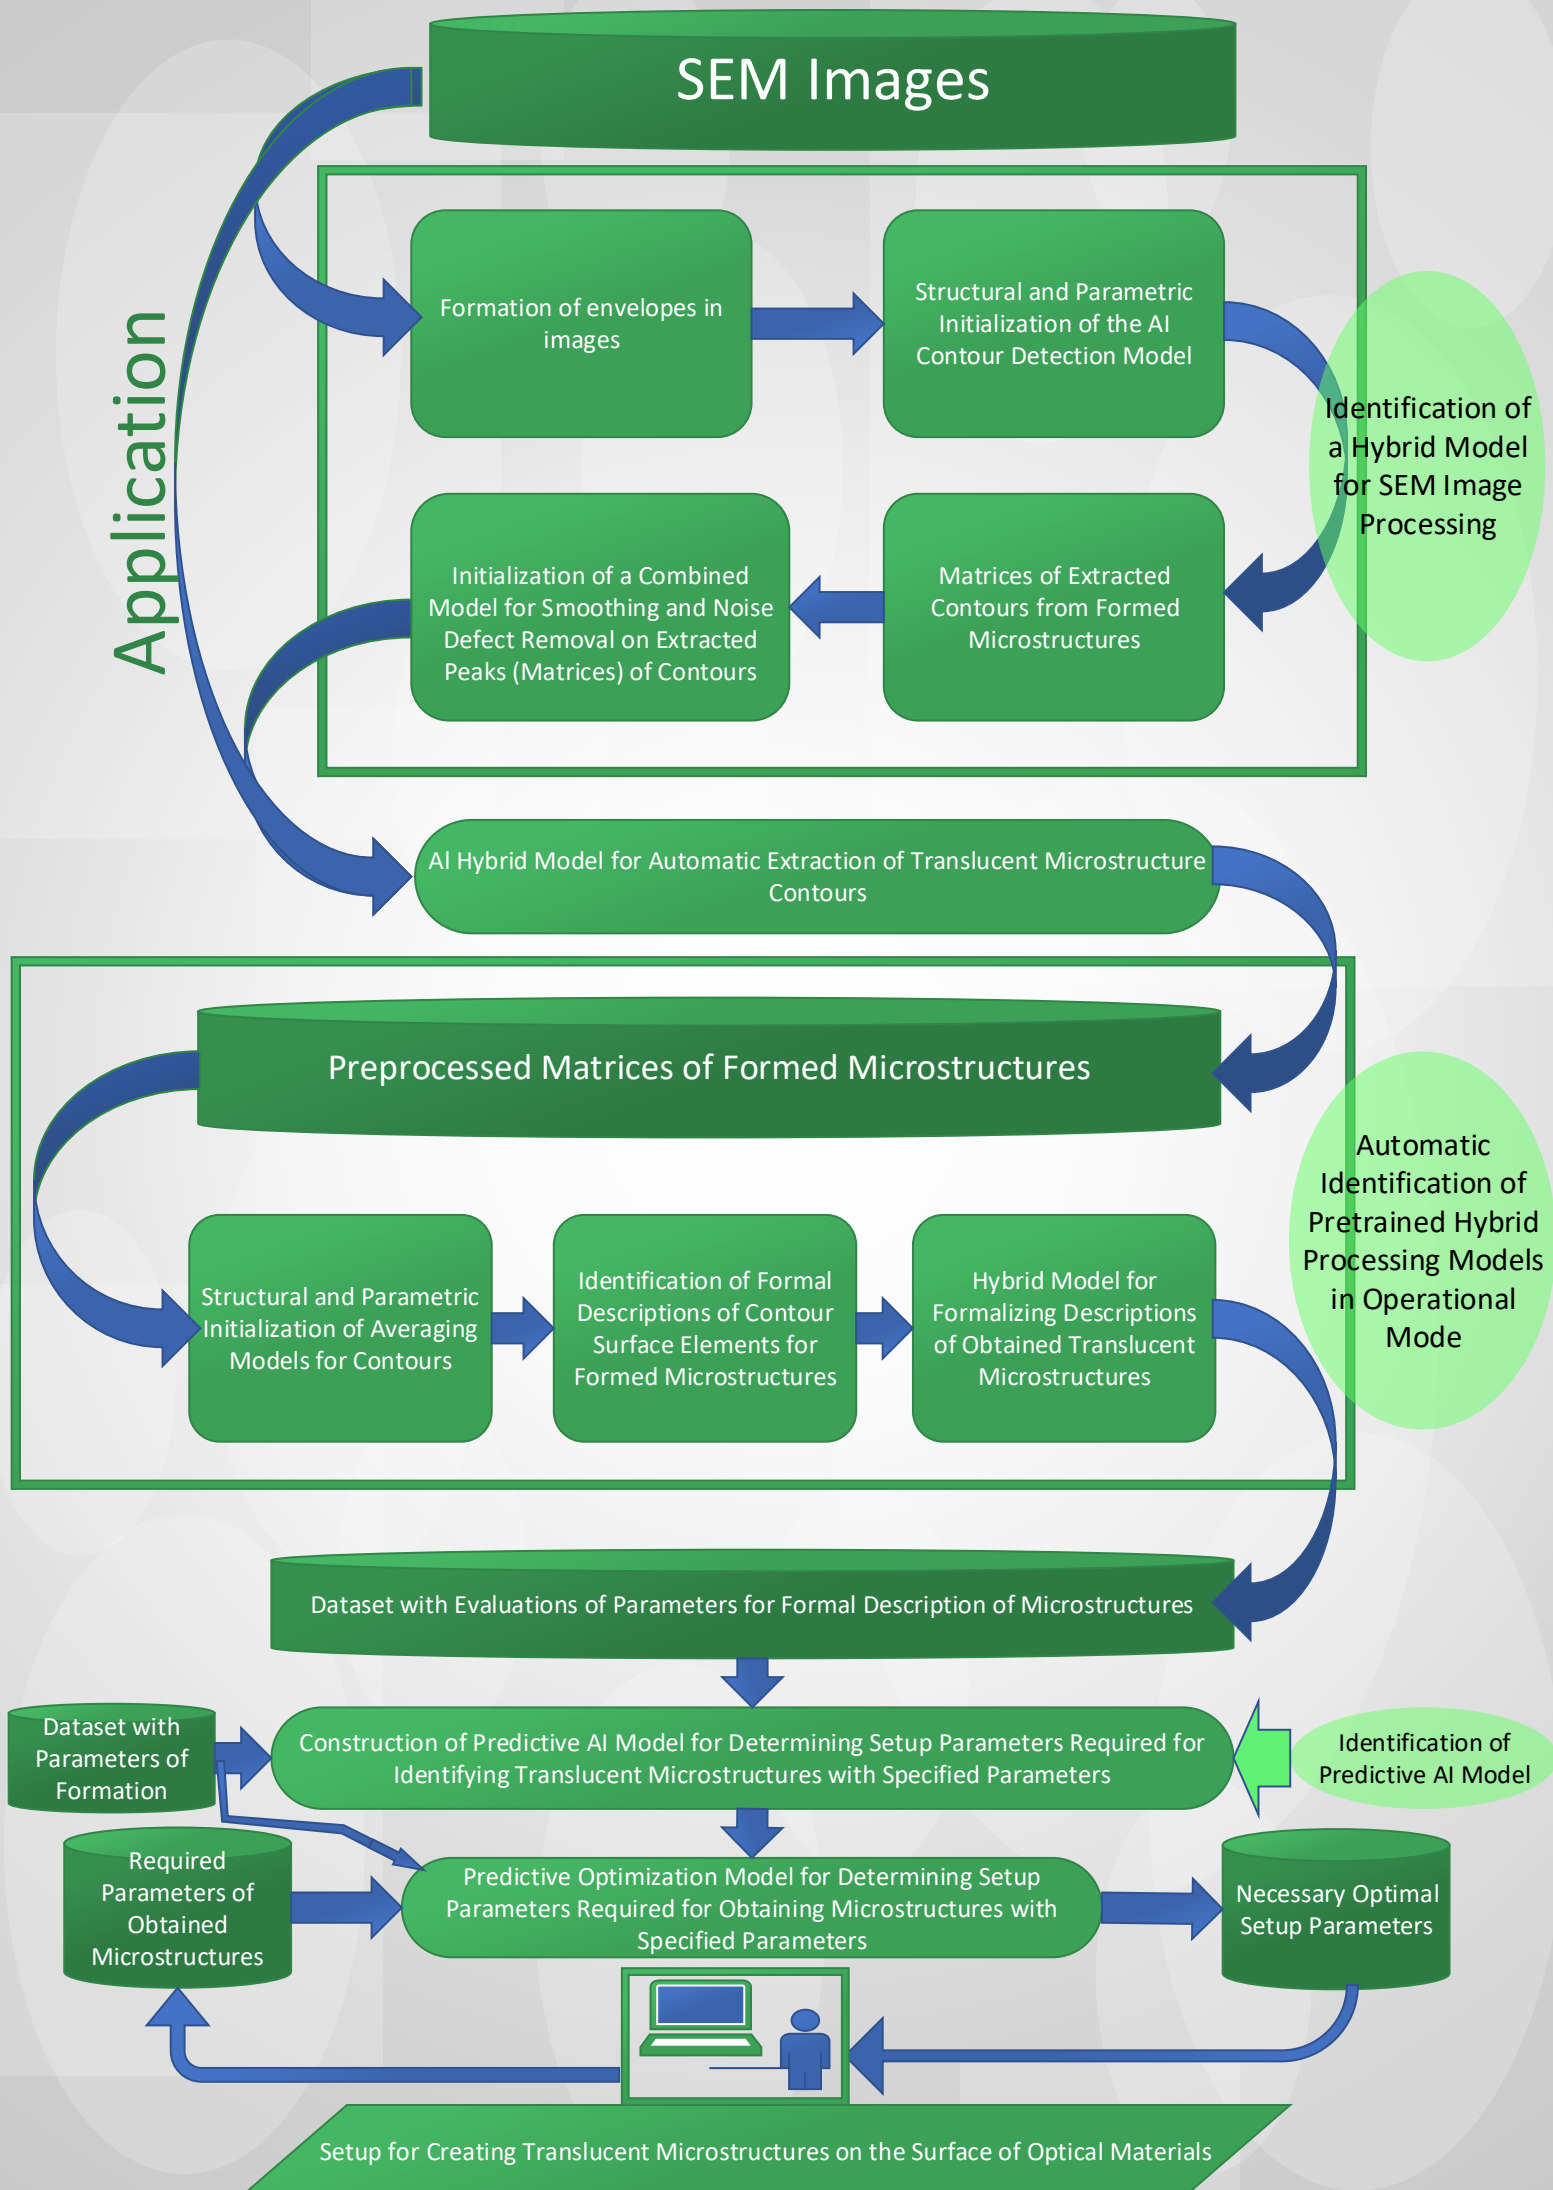 SEM Images
Application
Formation of envelopes in
images
Structural and Parametric
Initialization of the AI
Contour Detection Model
Identification of
a Hybrid Model
for SEM Image
Processing
Initialization of a Combined
Model for Smoothing and Noise
Defect Removal on Extracted
Peaks (Matrices) of Contours
Matrices of Extracted
Contours from Formed
Microstructures
AI Hybrid Model for Automatic Extraction of Translucent Microstructure
Contours
Preprocessed Matrices of Formed Microstructures
Automatic
Identification of
Pretrained Hybrid
Processing Models
in Operational
Mode
Structural and Parametric
Initialization of Averaging
Models for Contours
Identification of Formal
Descriptions of Contour
Surface Elements for
Formed Microstructures
Hybrid Model for
Formalizing Descriptions
of Obtained Translucent
Microstructures
Dataset with Evaluations of Parameters for Formal Description of Microstructures
Dataset with
Parameters of
Formation
Construction of Predictive AI Model for Determining Setup Parameters Required for
Identifying Translucent Microstructures with Specified Parameters
Identification of
Predictive AI Model
Required
Parameters of
Obtained
Microstructures
Predictive Optimization Model for Determining Setup
Parameters Required for Obtaining Microstructures with
Specified Parameters
Necessary Optimal
Setup Parameters
Setup for Creating Translucent Microstructures on the Surface of Optical Materials